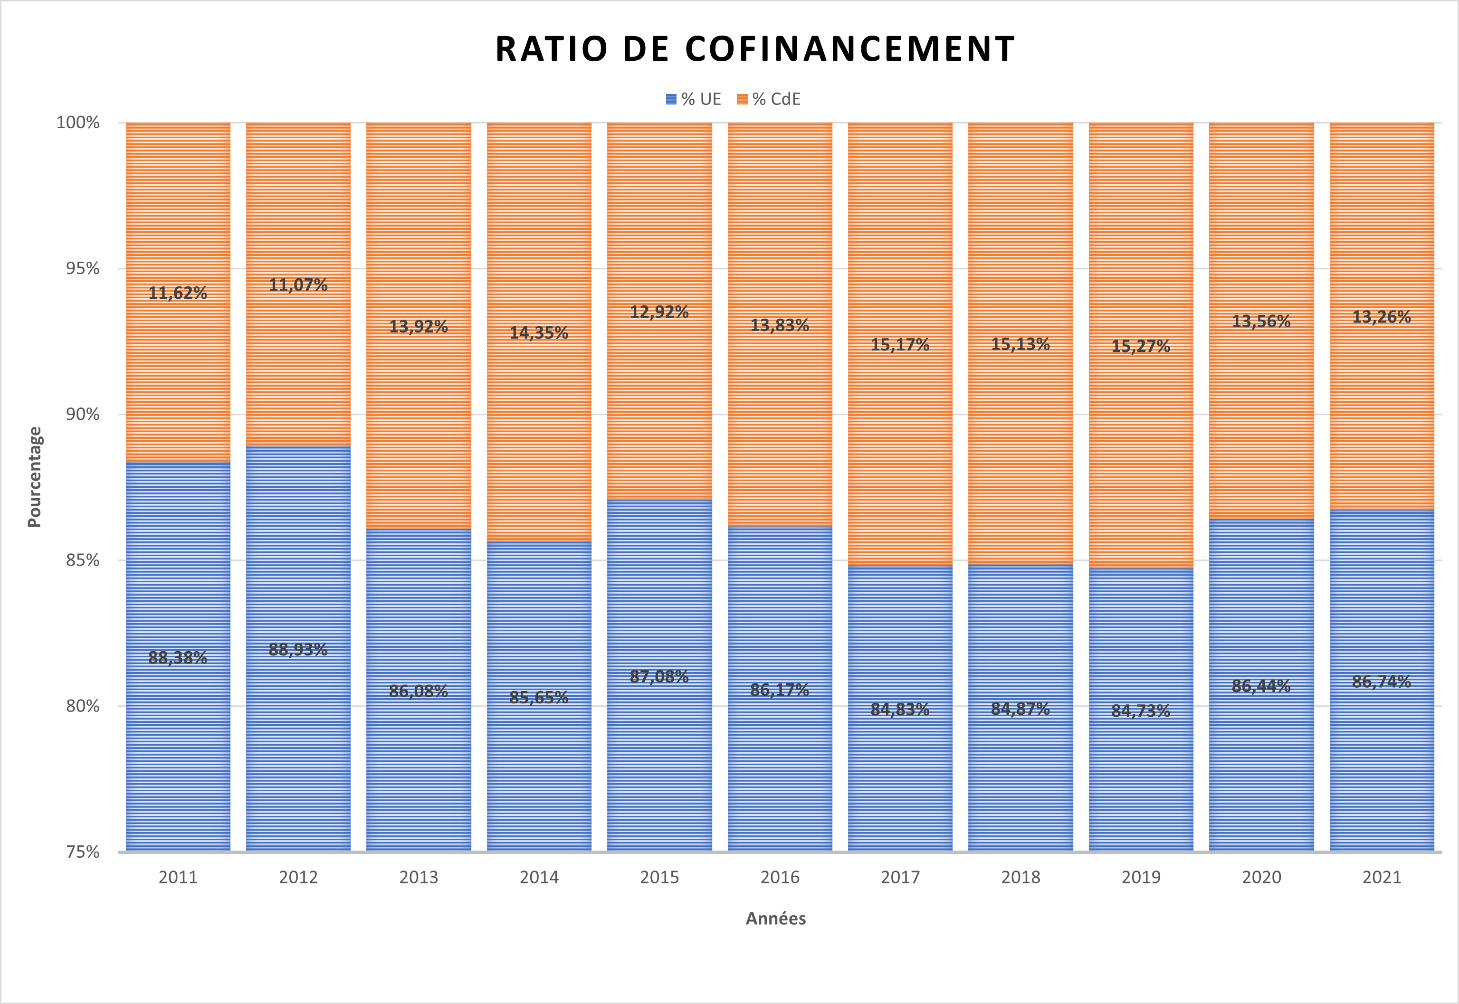 RATIO DE COFINANCEMENT
% UE % CdE
100%
95%
90%
85%
80%
75%
Pourcentage
11,62% 11,07% 13,92% 14,35% 12,92% 13,83% 15,17% 15,13% 15,27% 13,56% 13,26%
88,38% 88,93% 86,08% 85,65% 87,08% 86,17% 84,83% 84,87% 84,73% 86,44% 86,74%
2011 2012 2013 2014 2015 2016 2017 2018 2019 2020 2021
Années